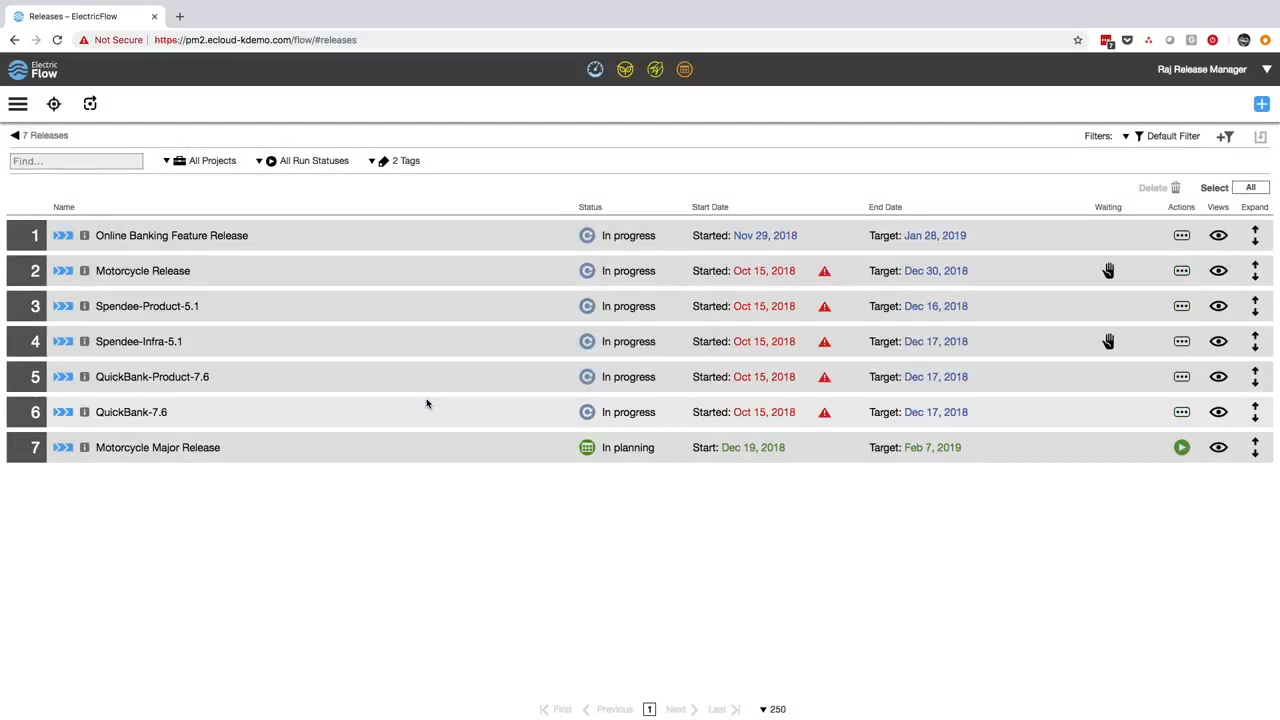 Releases – ElectricFlow
Not Secure https://pm2.ecloud-kdemo.com/flow/#releases
7
Electric Flow
Raj Release Manager
7 Releases
Filters: Default Filter
Find... All Projects All Run Statuses 2 Tags
Delete Select All
Name Status Start Date End Date Waiting Actions Views Expand
1 Online Banking Feature Release In progress Started: Nov 29, 2018 Target: Jan 28, 2019
2 Motorcycle Release In progress Started: Oct 15, 2018 Target: Dec 30, 2018
3 Spendee-Product-5.1 In progress Started: Oct 15, 2018 Target: Dec 16, 2018
4 Spendee-Infra-5.1 In progress Started: Oct 15, 2018 Target: Dec 17, 2018
5 QuickBank-Product-7.6 In progress Started: Oct 15, 2018 Target: Dec 17, 2018
6 QuickBank-7.6 In progress Started: Oct 15, 2018 Target: Dec 17, 2018
7 Motorcycle Major Release In planning Start: Dec 19, 2018 Target: Feb 7, 2019
First Previous 1 Next Last 250